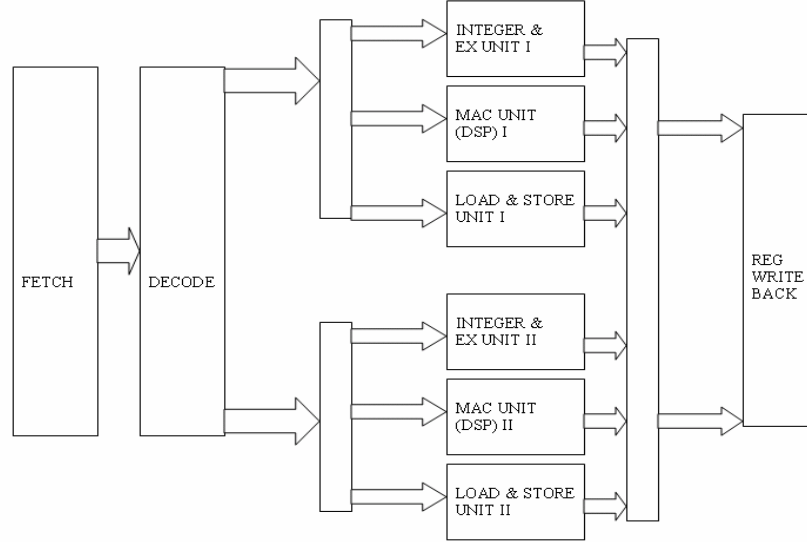 FETCH
DECODE
INTEGER &
EX UNIT I
MAC UNIT
(DSP) I
LOAD & STORE
UNIT I
INTEGER &
EX UNIT II
MAC UNIT
(DSP) II
LOAD & STORE
UNIT II
REG
WRITE
BACK